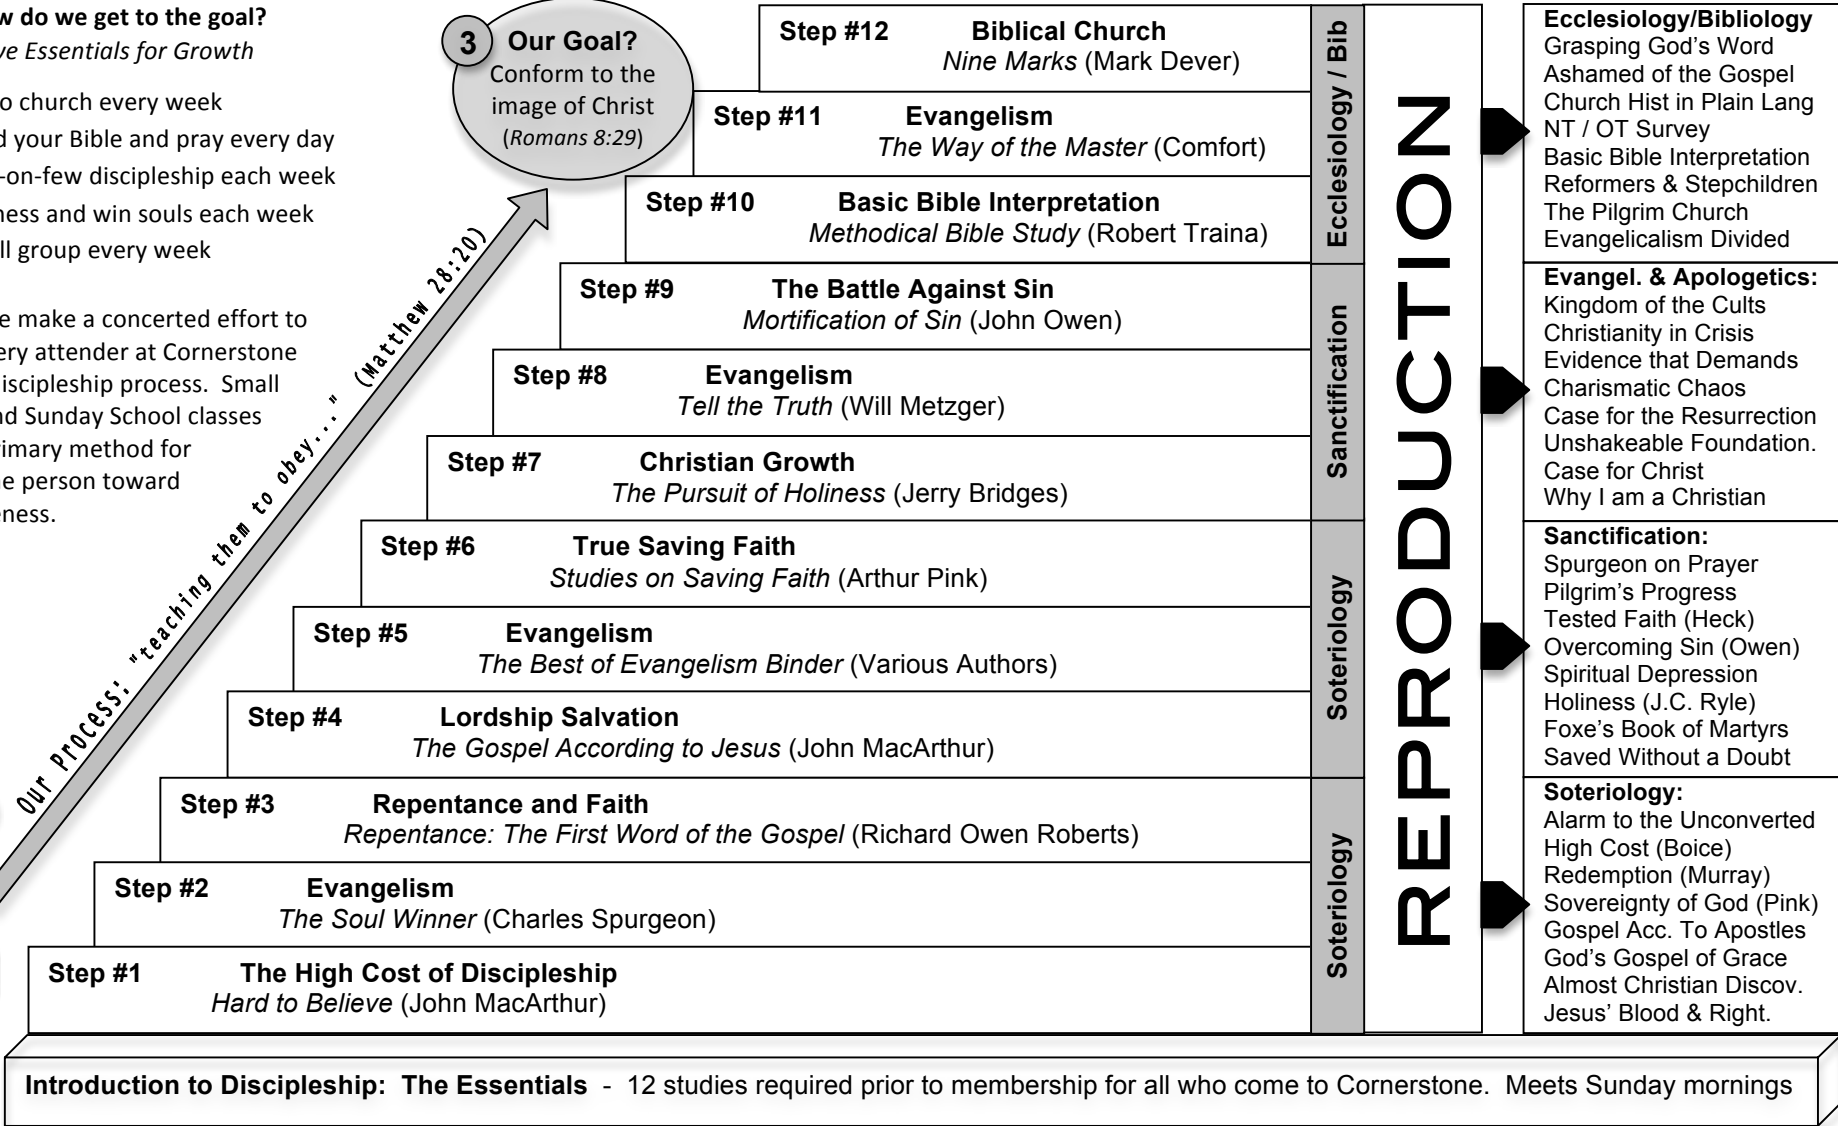 w do we get to the goal?
ve Essentials for Growth
o church every week
d your Bible and pray every day
-on-few discipleship each week
ness and win souls each week
ll group every week
e make a concerted effort to
ery attender at Cornerstone
discipleship process.  Small
nd Sunday School classes
rimary method for
ne person toward
eness.
Our Process: "teaching them to obey..." (Matthew 28:20)
3
Our Goal?
Conform to the
image of Christ
(Romans 8:29)
Step #12 Biblical Church
Nine Marks (Mark Dever)
Step #11 Evangelism
The Way of the Master (Comfort)
Step #10 Basic Bible Interpretation
Methodical Bible Study (Robert Traina)
Step #9 The Battle Against Sin
Mortification of Sin (John Owen)
Step #8 Evangelism
Tell the Truth (Will Metzger)
Step #7 Christian Growth
The Pursuit of Holiness (Jerry Bridges)
Step #6 True Saving Faith
Studies on Saving Faith (Arthur Pink)
Step #5 Evangelism
The Best of Evangelism Binder (Various Authors)
Step #4 Lordship Salvation
The Gospel According to Jesus (John MacArthur)
Step #3 Repentance and Faith
Repentance: The First Word of the Gospel (Richard Owen Roberts)
Step #2 Evangelism
The Soul Winner (Charles Spurgeon)
Step #1 The High Cost of Discipleship
Hard to Believe (John MacArthur)
Ecclesiology / Bib
Sanctification
Soteriology
Soteriology
REPRODUCTION
Ecclesiology/Bibliology
Grasping God's Word
Ashamed of the Gospel
Church Hist in Plain Lang
NT / OT Survey
Basic Bible Interpretation
Reformers & Stepchildren
The Pilgrim Church
Evangelicalism Divided
Evangel. & Apologetics:
Kingdom of the Cults
Christianity in Crisis
Evidence that Demands
Charismatic Chaos
Case for the Resurrection
Unshakeable Foundation.
Case for Christ
Why I am a Christian
Sanctification:
Spurgeon on Prayer
Pilgrim's Progress
Tested Faith (Heck)
Overcoming Sin (Owen)
Spiritual Depression
Holiness (J.C. Ryle)
Foxe's Book of Martyrs
Saved Without a Doubt
Soteriology:
Alarm to the Unconverted
High Cost (Boice)
Redemption (Murray)
Sovereignty of God (Pink)
Gospel Acc. To Apostles
God's Gospel of Grace
Almost Christian Discov.
Jesus' Blood & Right.
Introduction to Discipleship:  The Essentials  -  12 studies required prior to membership for all who come to Cornerstone.  Meets Sunday mornings